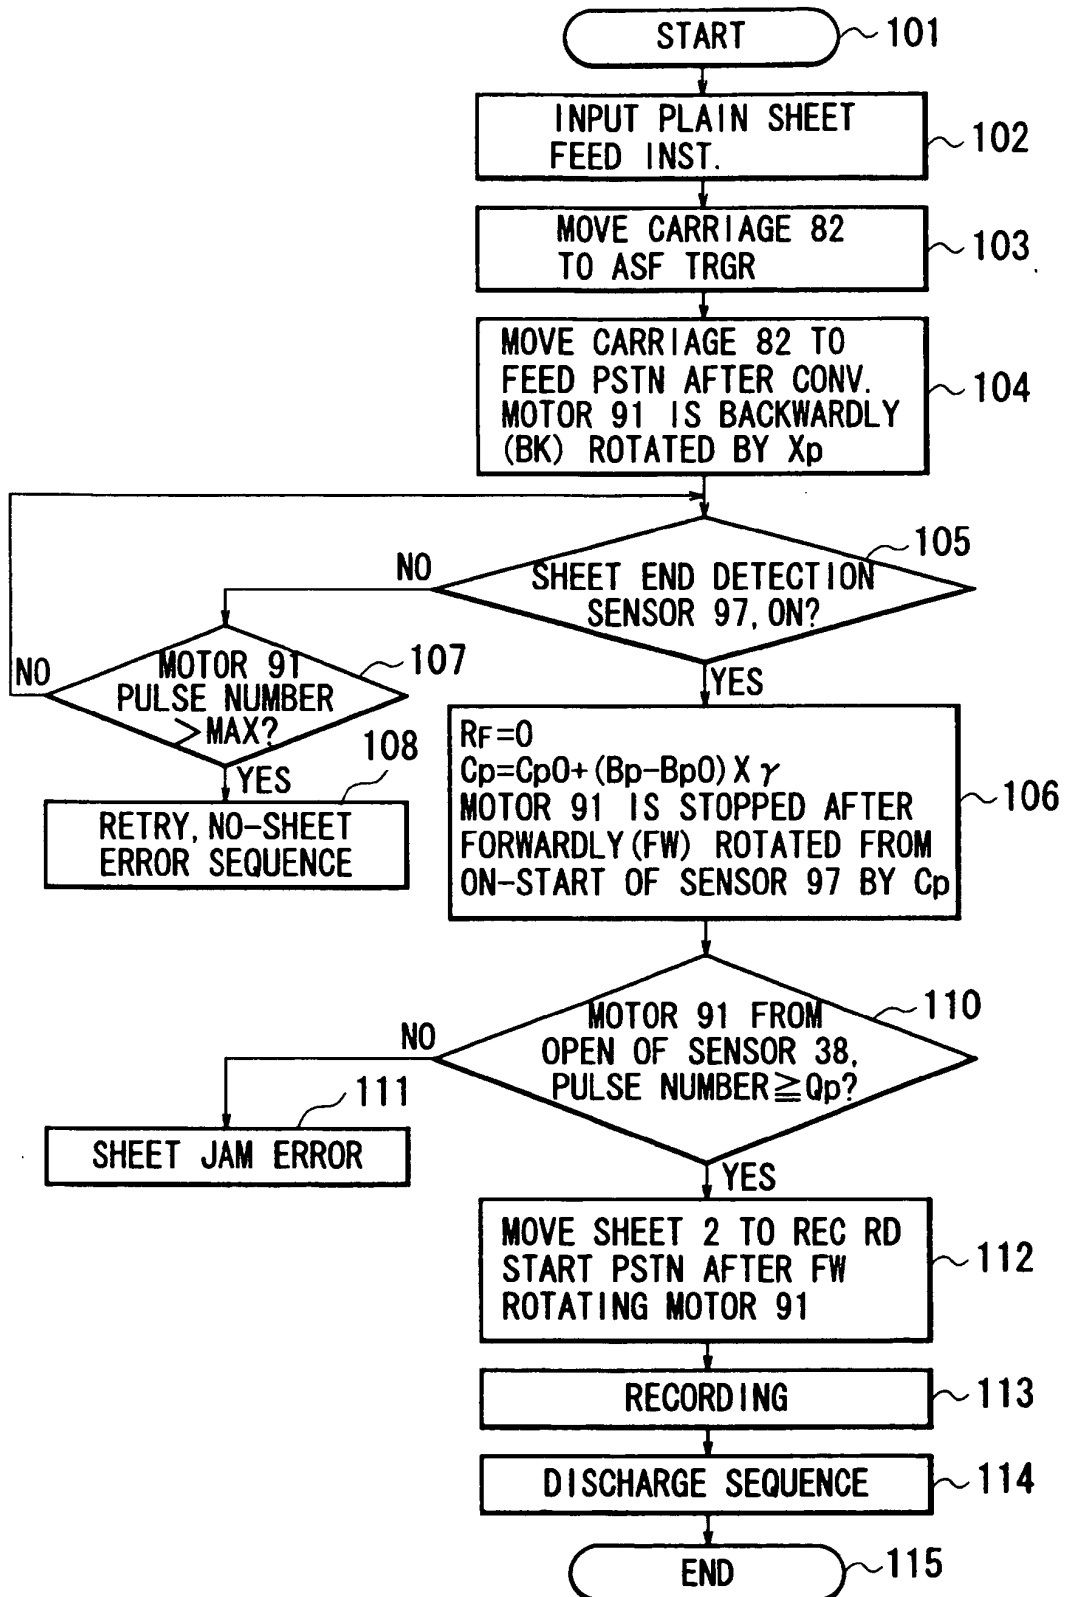 START
101
INPUT PLAIN SHEET
FEED INST.
102
MOVE CARRIAGE 82
TO ASF TRGR
103
MOVE CARRIAGE 82 TO
FEED PSTN AFTER CONV.
MOTOR 91 IS BACKWARDLY
(BK) ROTATED BY Xp
104
SHEET END DETECTION
SENSOR 97, ON?
105
NO
YES
MOTOR 91
PULSE NUMBER
>MAX?
107
NO
YES
RETRY, NO-SHEET
ERROR SEQUENCE
108
RF=0
Cp=Cp0+(Bp-Bp0)Xγ
MOTOR 91 IS STOPPED AFTER
FORWARDLY(FW) ROTATED FROM
ON-START OF SENSOR 97 BY Cp
106
MOTOR 91 FROM
OPEN OF SENSOR 38,
PULSE NUMBER≧Qp?
110
NO
YES
SHEET JAM ERROR
111
MOVE SHEET 2 TO REC RD
START PSTN AFTER FW
ROTATING MOTOR 91
112
RECORDING
113
DISCHARGE SEQUENCE
114
END
115